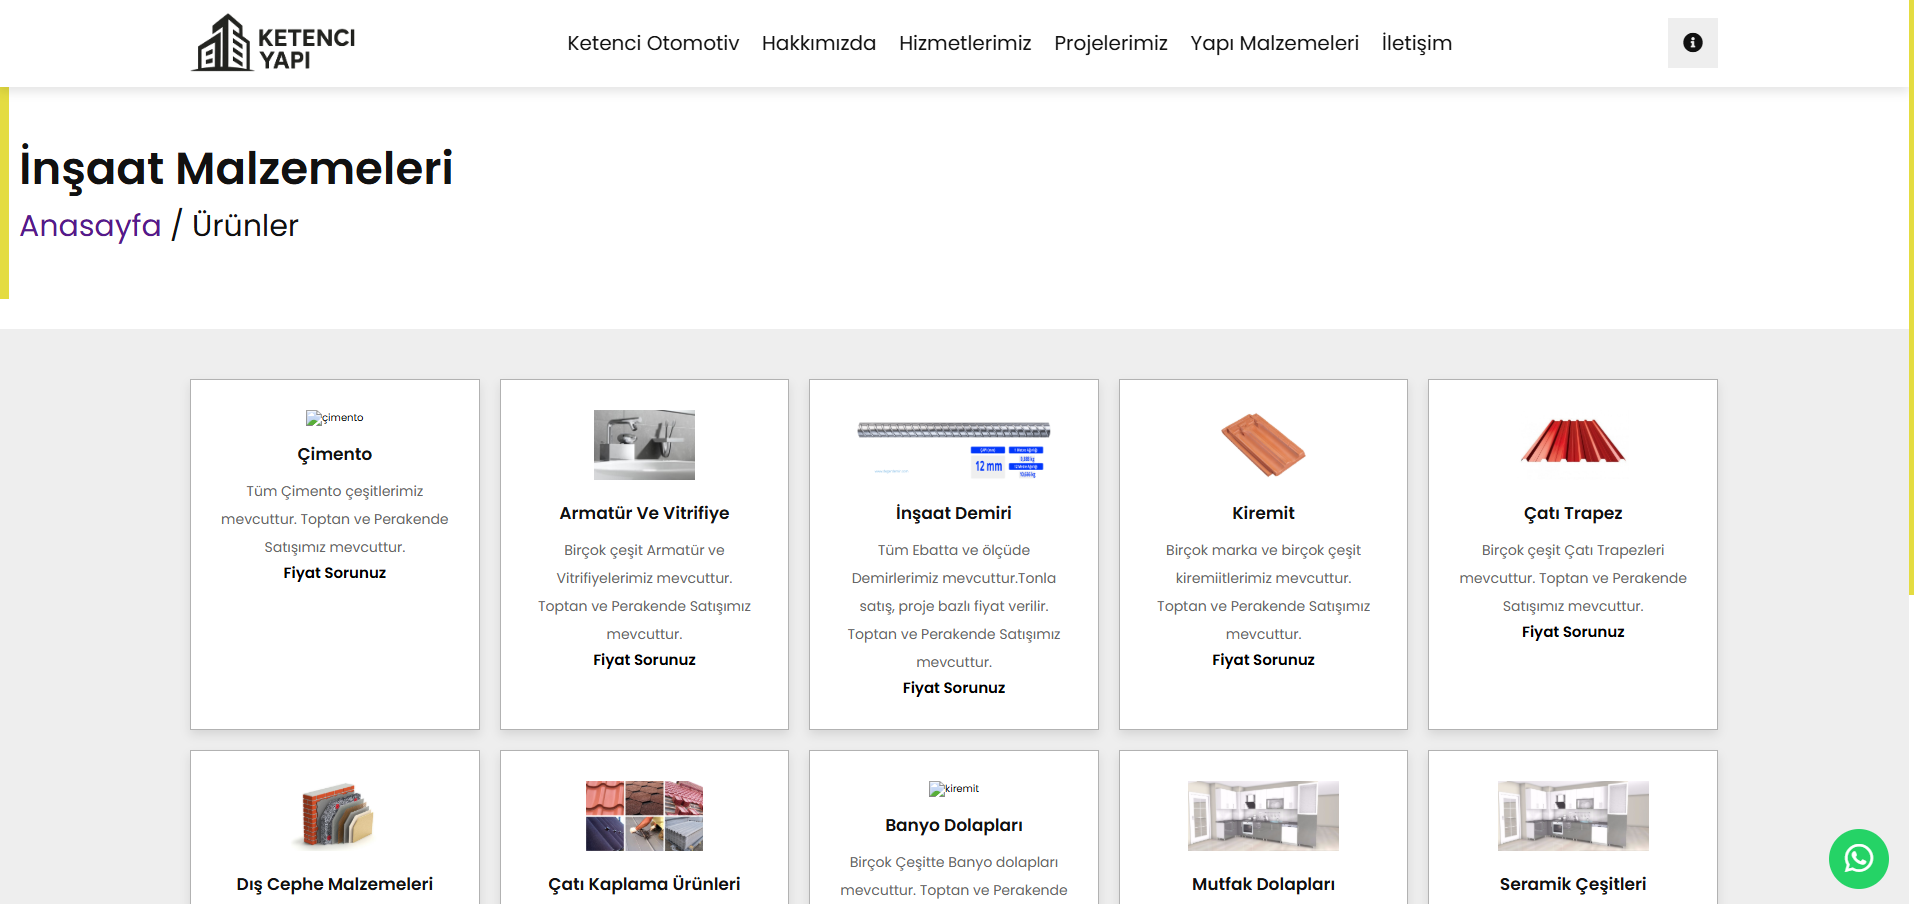 KETENCI
YAPI
Ketenci Otomotiv Hakkımızda Hizmetlerimiz Projelerimiz Yapı Malzemeleri İletişim
İnşaat Malzemeleri
Anasayfa / Ürünler
çimento
Çimento
Tüm Çimento çeşitlerimiz
mevcuttur. Toptan ve Perakende
Satışımız mevcuttur.
Fiyat Sorunuz
Armatür Ve Vitrifiye
Birçok çeşit Armatür ve
Vitrifiyelerimiz mevcuttur.
Toptan ve Perakende Satışımız
mevcuttur.
Fiyat Sorunuz
12 mm
İnşaat Demiri
Tüm Ebatta ve ölçüde
Demirlerimiz mevcuttur.Tonla
satış, proje bazlı fiyat verilir.
Toptan ve Perakende Satışımız
mevcuttur.
Fiyat Sorunuz
Kiremit
Birçok marka ve birçok çeşit
kiremiitlerimiz mevcuttur.
Toptan ve Perakende Satışımız
mevcuttur.
Fiyat Sorunuz
Çatı Trapez
Birçok çeşit Çatı Trapezleri
mevcuttur. Toptan ve Perakende
Satışımız mevcuttur.
Fiyat Sorunuz
Dış Cephe Malzemeleri
Çatı Kaplama Ürünleri
kiremit
Banyo Dolapları
Birçok Çeşitte Banyo dolapları
mevcuttur. Toptan ve Perakende
Mutfak Dolapları
Seramik Çeşitleri